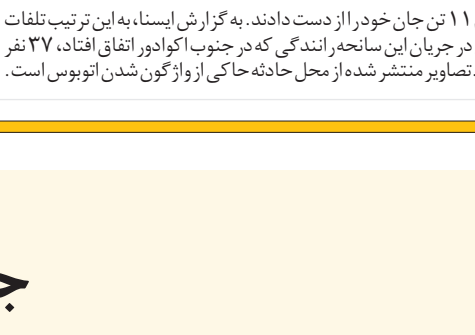 ۱۱ تن جان خود را از دست دادند. به گزارش ایسنا، به این ترتیب تلفات
در جریان این سانحه رانندگی که در جنوب اکوادور اتفاق افتاد، ۳۷ نفر
. تصاویر منتشر شده از محل حادثه حاکی از واژگون شدن اتوبوس است.